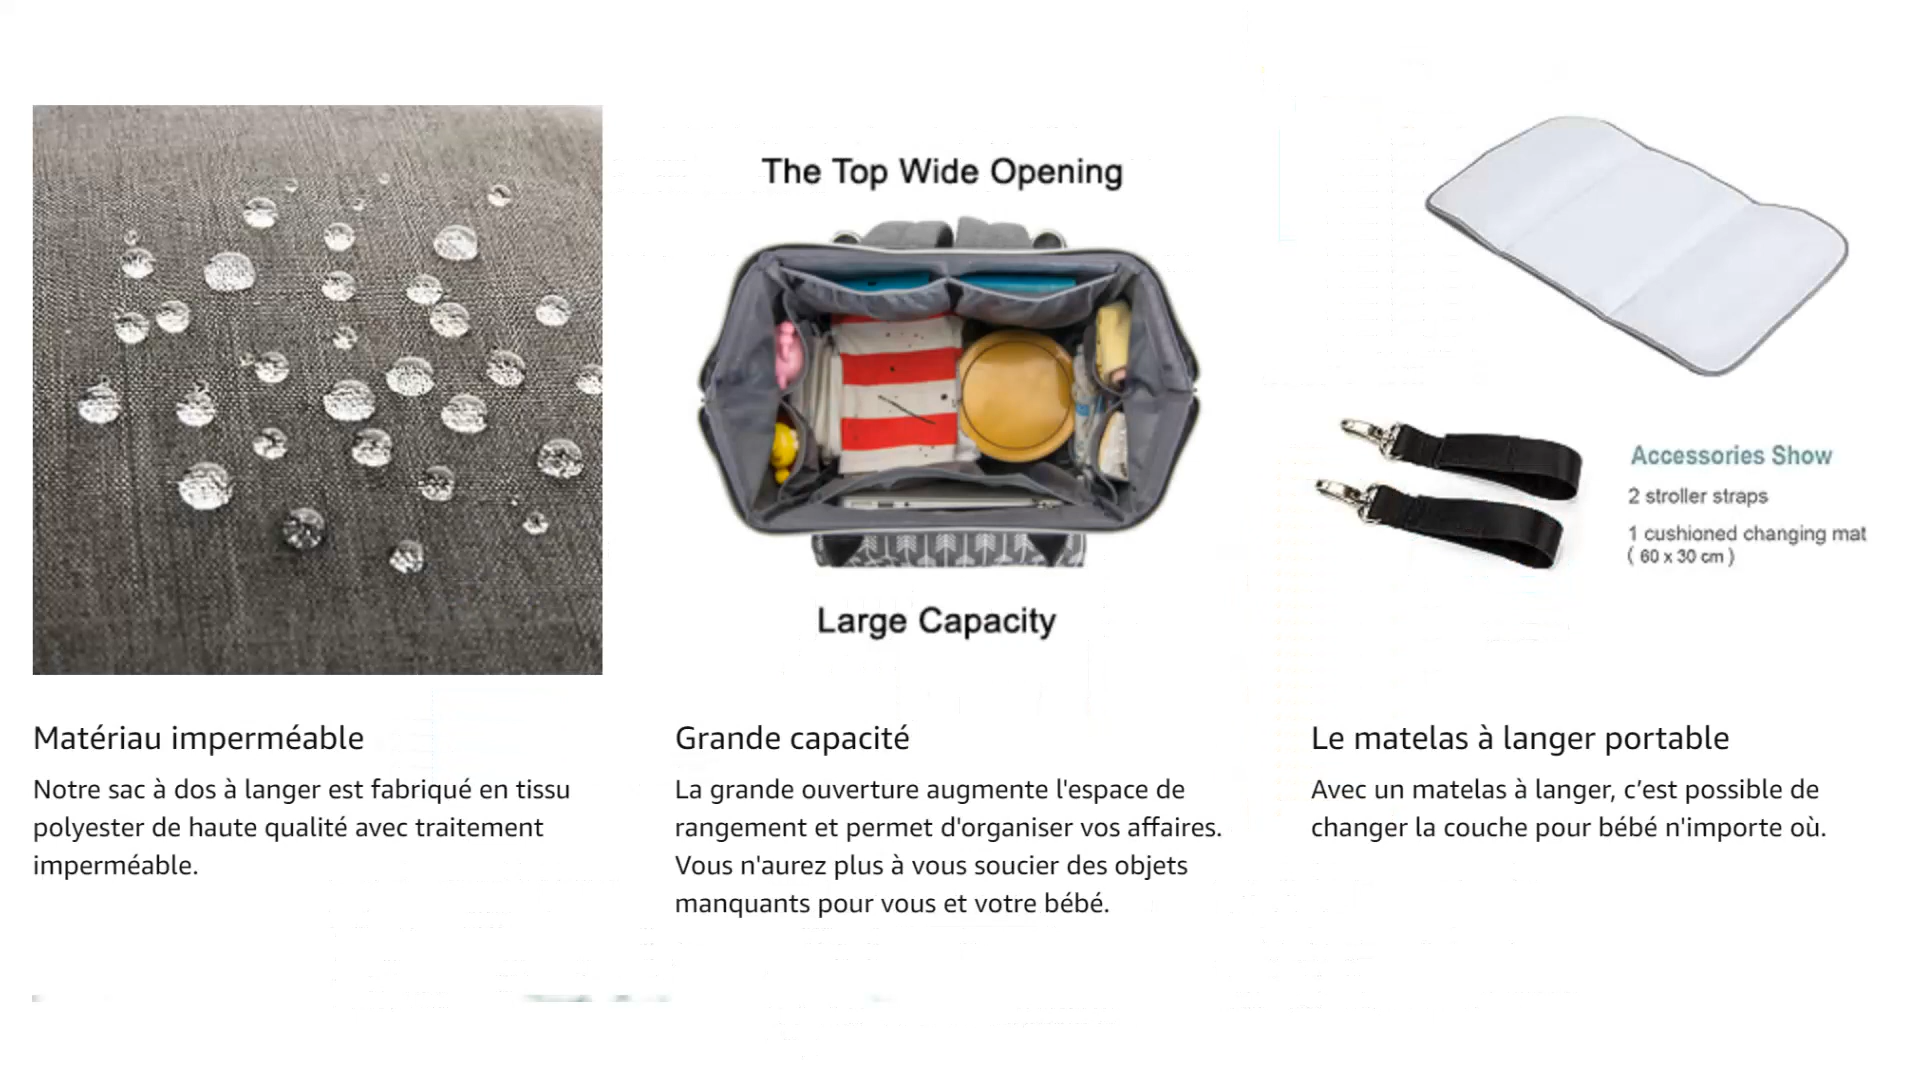 The Top Wide Opening
Large Capacity
Accessories Show
2 stroller straps
1 cushioned changing mat
( 60 x 30 cm )
Matériau imperméable
Notre sac à dos à langer est fabriqué en tissu
polyester de haute qualité avec traitement
imperméable.
Grande capacité
La grande ouverture augmente l'espace de
rangement et permet d'organiser vos affaires.
Vous n'aurez plus à vous soucier des objets
manquants pour vous et votre bébé.
Le matelas à langer portable
Avec un matelas à langer, c’est possible de
changer la couche pour bébé n'importe où.